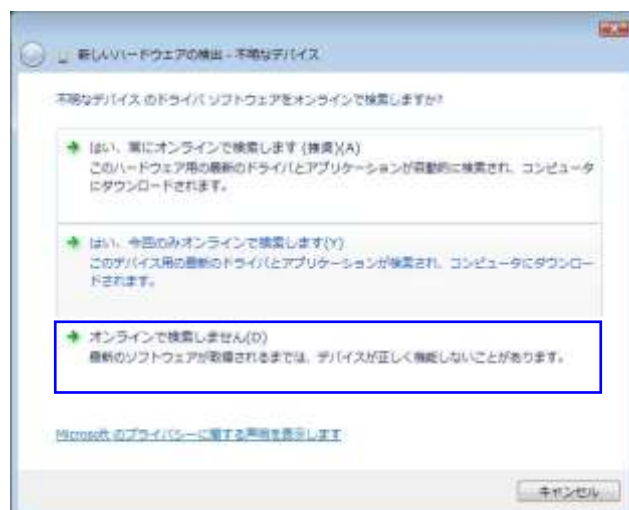 新しいハードウェアの検出 - 不明なデバイス
不明なデバイス のドライバ ソフトウェアをオンラインで検索しますか?
はい、常にオンラインで検索します (推奨)(A)
このハードウェア用の最新のドライバとアプリケーションが自動的に検索され、コンピュータ
にダウンロードされます。
はい、今回のみオンラインで検索します(Y)
このデバイス用の最新のドライバとアプリケーションが検索され、コンピュータにダウンロー
ドされます。
オンラインで検索しません(D)
最新のソフトウェアが取得されるまでは、デバイスが正しく機能しないことがあります。
Microsoft のプライバシーに関する声明を表示します
キャンセル